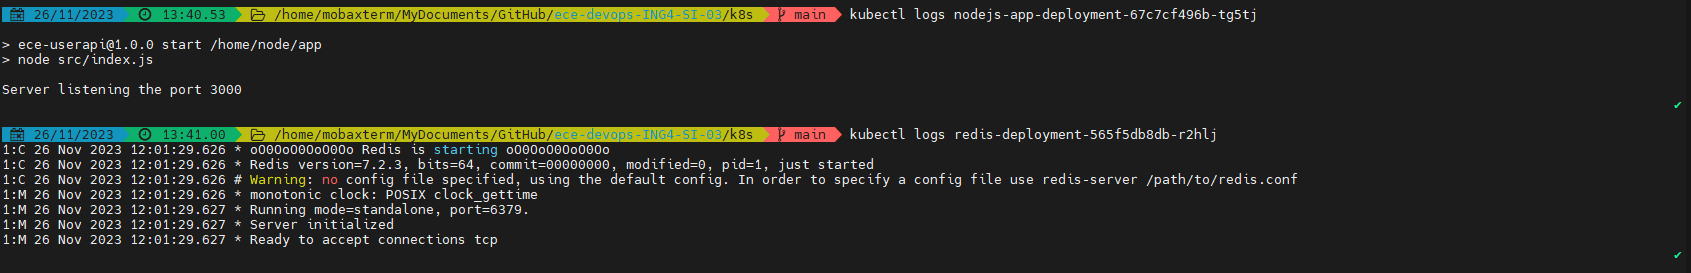 26/11/2023 13:40.53 /home/mobaxterm/MyDocuments/GitHub/ece-devops-ING4-SI-03/k8s main kubectl logs nodejs-app-deployment-67c7cf496b-tg5tj
> ece-userapi@1.0.0 start /home/node/app
> node src/index.js
Server listening the port 3000
✔
26/11/2023 13:41.00 /home/mobaxterm/MyDocuments/GitHub/ece-devops-ING4-SI-03/k8s main kubectl logs redis-deployment-565f5db8db-r2hlj
1:C 26 Nov 2023 12:01:29.626 * oO0OoO0OoO0Oo Redis is starting oO0OoO0OoO0Oo
1:C 26 Nov 2023 12:01:29.626 * Redis version=7.2.3, bits=64, commit=00000000, modified=0, pid=1, just started
1:C 26 Nov 2023 12:01:29.626 # Warning: no config file specified, using the default config. In order to specify a config file use redis-server /path/to/redis.conf
1:M 26 Nov 2023 12:01:29.626 * monotonic clock: POSIX clock_gettime
1:M 26 Nov 2023 12:01:29.627 * Running mode=standalone, port=6379.
1:M 26 Nov 2023 12:01:29.627 * Server initialized
1:M 26 Nov 2023 12:01:29.627 * Ready to accept connections tcp
✔